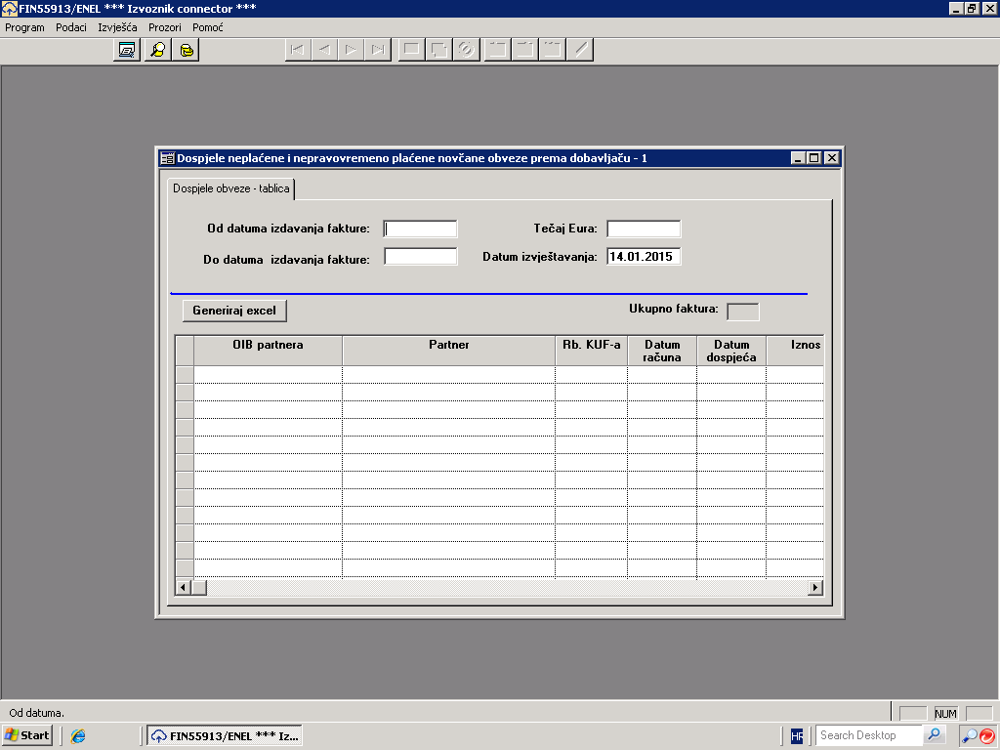 FIN55913/ENEL *** Izvoznik connector ***
Program Podaci Izvješća Prozori Pomoć
Dospjele neplaćene i nepravovremeno plaćene novčane obveze prema dobavljaču - 1
Dospjele obveze - tablica
Od datuma izdavanja fakture: Tečaj Eura:
Do datuma izdavanja fakture: Datum izvještavanja: 14.01.2015
Generiraj excel Ukupno faktura:
OIB partnera Partner Rb. KUF-a Datum računa Datum dospjeća Iznos
Od datuma. NUM
Start FIN55913/ENEL *** Iz... HR Search Desktop